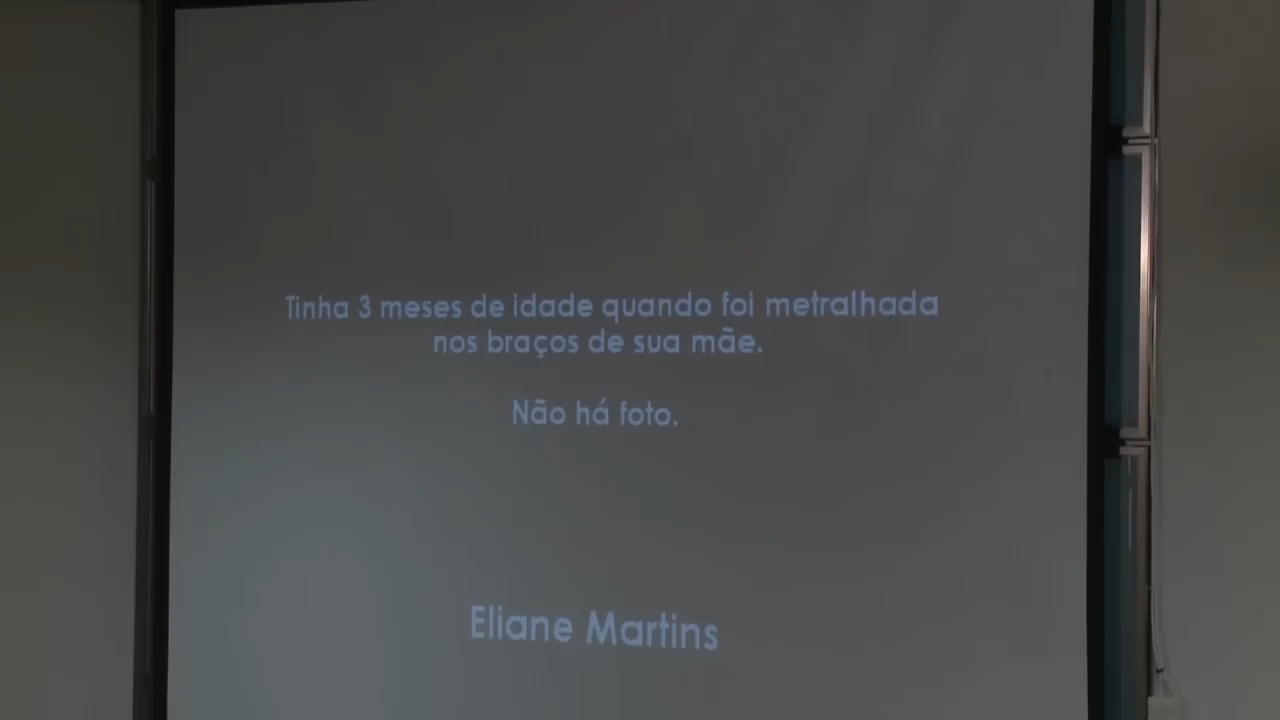 Tinha 3 meses de idade quando foi metralhada
nos braços de sua mãe.
Não há foto.
Eliane Martins